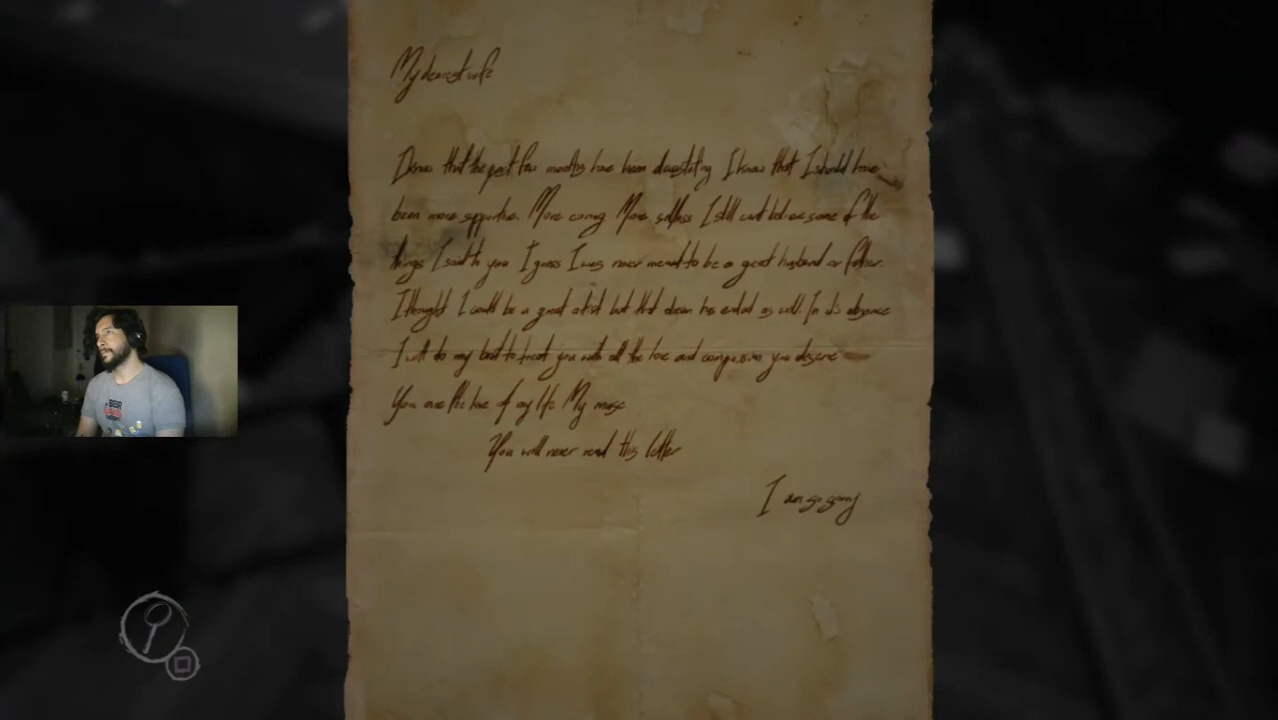 My dearest wife
I know that the past few months have been devastating I know that I should have
been more supportive. More caring More selfless I still can't believe some of the
things I said to you I guess I was never meant to be a great husband or father.
I thought I could be a great artist but that dream has ended as well. In its absence
I will do my best to treat you with all the love and compassion you deserve
You are the love of my life My muse
You will never read this letter
I am so sorry